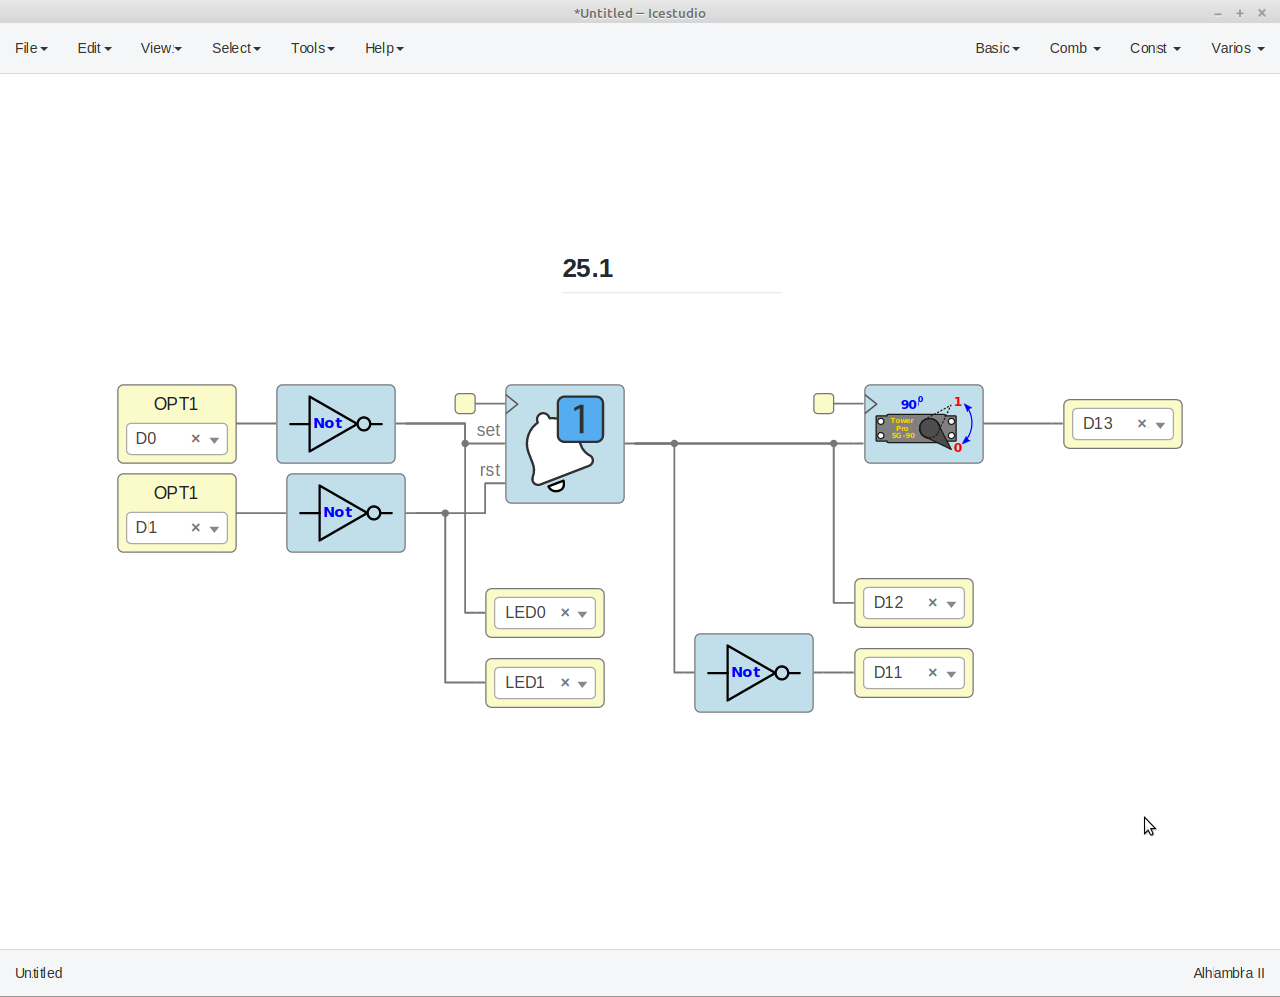 *Untitled – Icestudio
File Edit View Select Tools Help Basic Comb Const Varios
25.1
OPT1
D0 ×
Not
set
rst
1
90º
Tower
Pro
SG-90
1
0
D13 ×
OPT1
D1 ×
Not
LED0 ×
LED1 ×
Not
D12 ×
D11 ×
Untitled Alhambra II